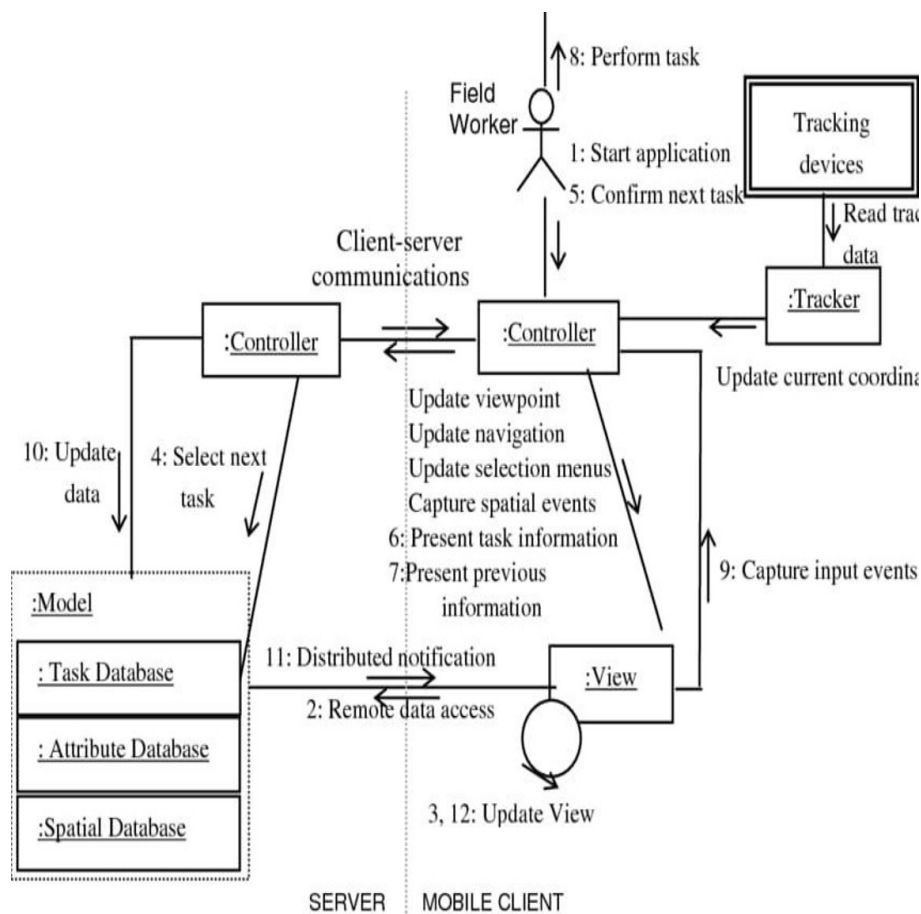 8: Perform task
Field
Worker
1: Start application
5: Confirm next task
Tracking
devices
Read trac
data
Client-server
communications
:Controller
:Controller
:Tracker
Update current coordina
Update viewpoint
Update navigation
Update selection menus
Capture spatial events
6: Present task information
7:Present previous
information
10: Update
data
4: Select next
task
9: Capture input events
:Model
: Task Database
: Attribute Database
:Spatial Database
11: Distributed notification
2: Remote data access
:View
3, 12: Update View
SERVER
MOBILE CLIENT